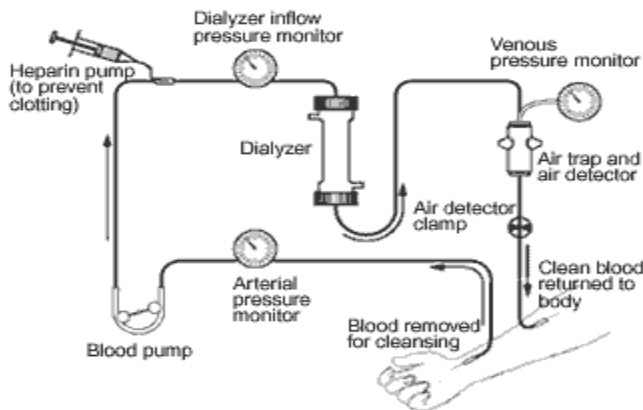 Dialyzer inflow
pressure monitor
Venous
pressure monitor
Heparin pump
(to prevent
clotting)
Dialyzer
Air trap and
air detector
Air detector
clamp
Clean blood
returned to
body
Arterial
pressure
monitor
Blood removed
for cleansing
Blood pump